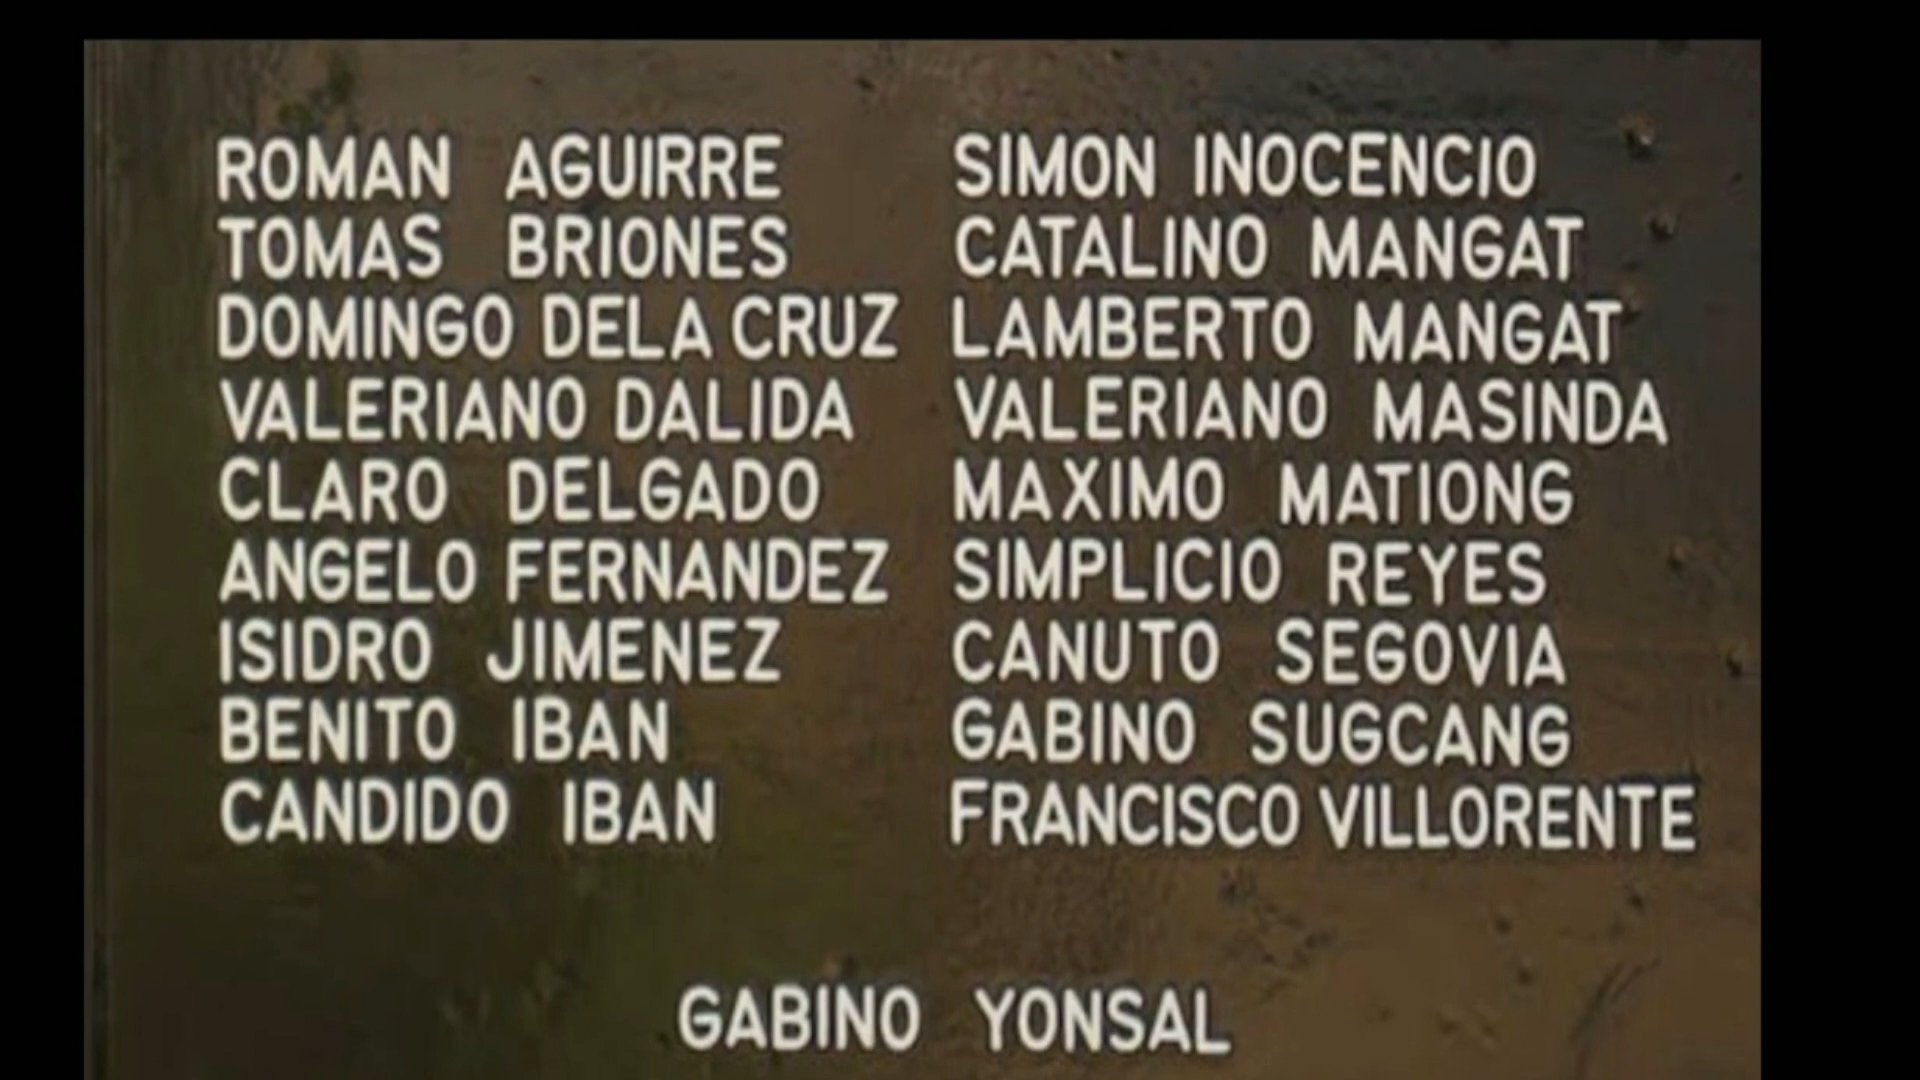 ROMAN AGUIRRE
TOMAS BRIONES
DOMINGO DELA CRUZ
VALERIANO DALIDA
CLARO DELGADO
ANGELO FERNANDEZ
ISIDRO JIMENEZ
BENITO IBAN
CANDIDO IBAN
SIMON INOCENCIO
CATALINO MANGAT
LAMBERTO MANGAT
VALERIANO MASINDA
MAXIMO MATIONG
SIMPLICIO REYES
CANUTO SEGOVIA
GABINO SUGCANG
FRANCISCO VILLORENTE
GABINO YONSAL